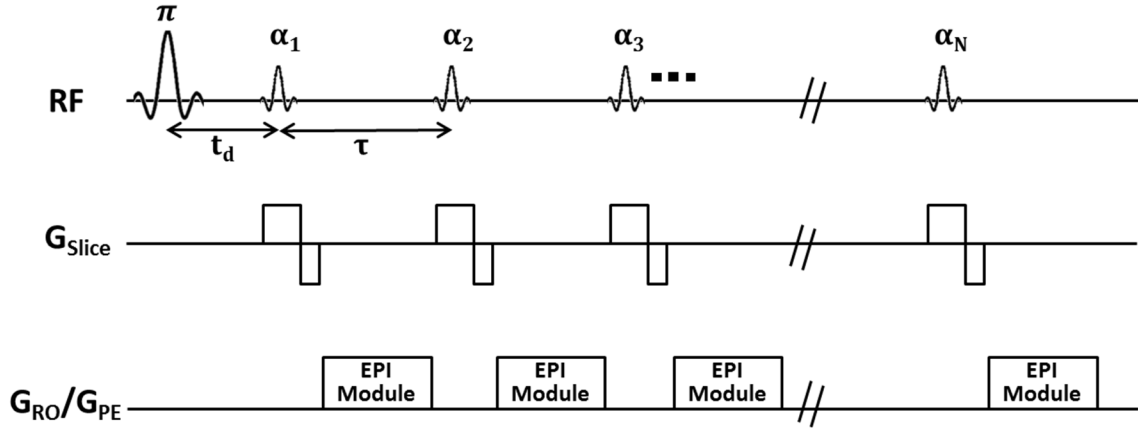 π
α1 α2 α3 ▪▪▪ αN
RF
td τ
GSlice
EPI EPI EPI EPI
Module Module Module Module
GRO/GPE